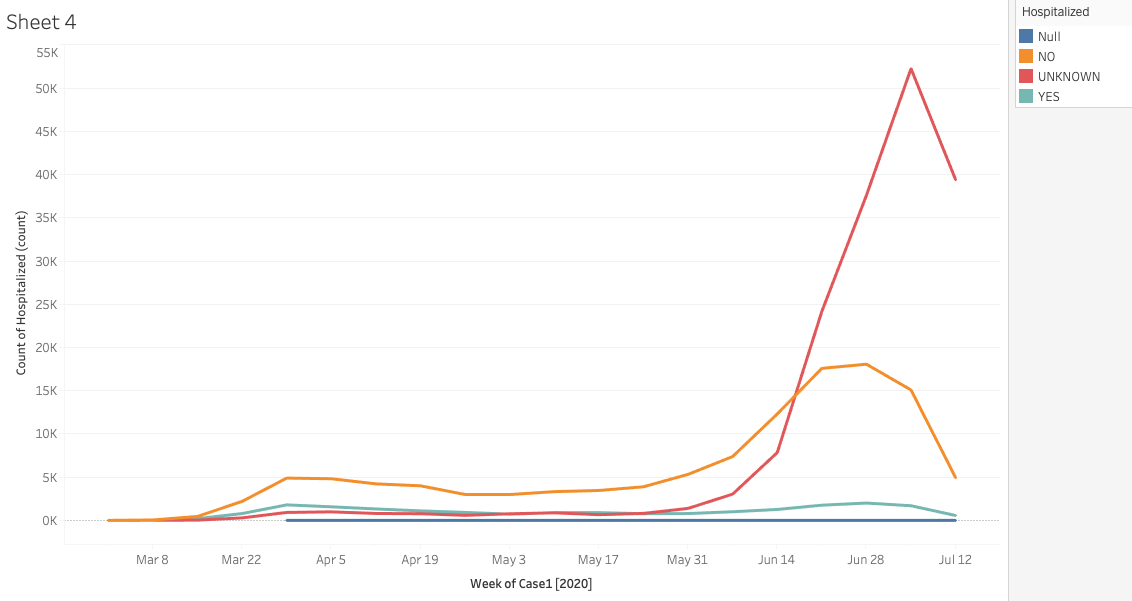 Sheet 4
Hospitalized
Null
NO
UNKNOWN
YES
55K
50K
45K
40K
35K
30K
25K
20K
15K
10K
5K
0K
Count of Hospitalized (count)
Mar 8 Mar 22 Apr 5 Apr 19 May 3 May 17 May 31 Jun 14 Jun 28 Jul 12
Week of Case1 [2020]